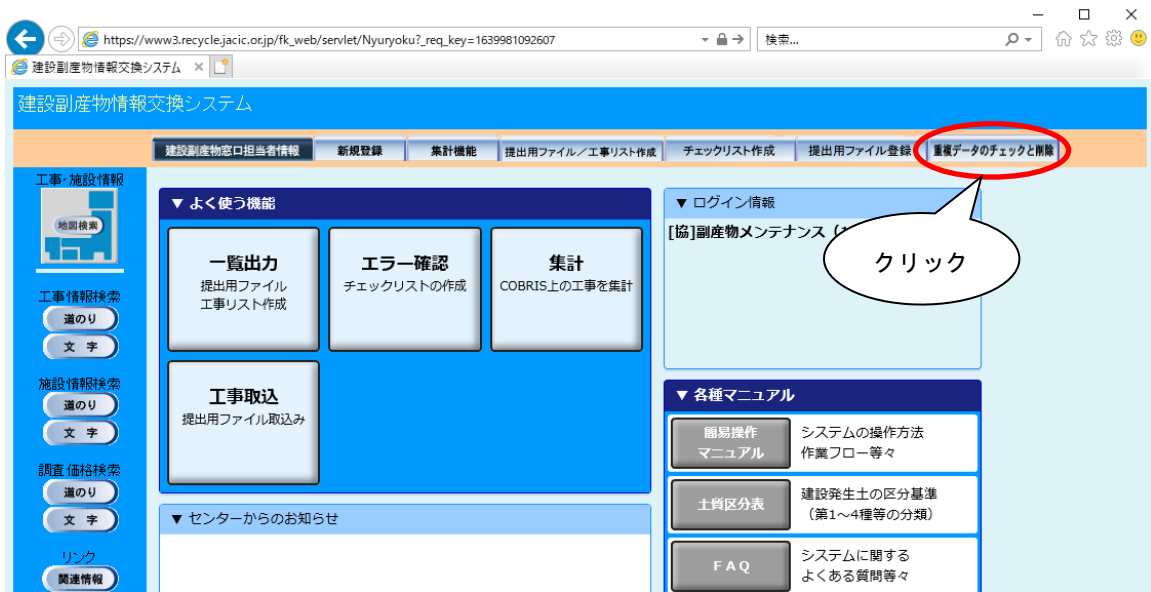 https://www3.recycle.jacic.or.jp/fk_web/servlet/Nyuryoku?_req_key=1639981092607
検索...
建設副産物情報交換システム
建設副産物情報交換システム
建設副産物窓口担当者情報 新規登録 集計機能 提出用ファイル／工事リスト作成 チェックリスト作成 提出用ファイル登録 重複データのチェックと削除
工事・施設情報
地図検索
工事情報検索
道のり
文 字
施設情報検索
道のり
文 字
調査価格検索
道のり
文 字
リンク
関連情報
▼ よく使う機能
一覧出力
提出用ファイル
工事リスト作成
エラー確認
チェックリストの作成
集計
COBRIS上の工事を集計
工事取込
提出用ファイル取込み
▼ センターからのお知らせ
▼ ログイン情報
[協]副産物メンテナンス
クリック
▼ 各種マニュアル
簡易操作
マニュアル
システムの操作方法
作業フロー等々
土質区分表
建設発生土の区分基準
（第1～4種等の分類）
ＦＡＱ
システムに関する
よくある質問等々